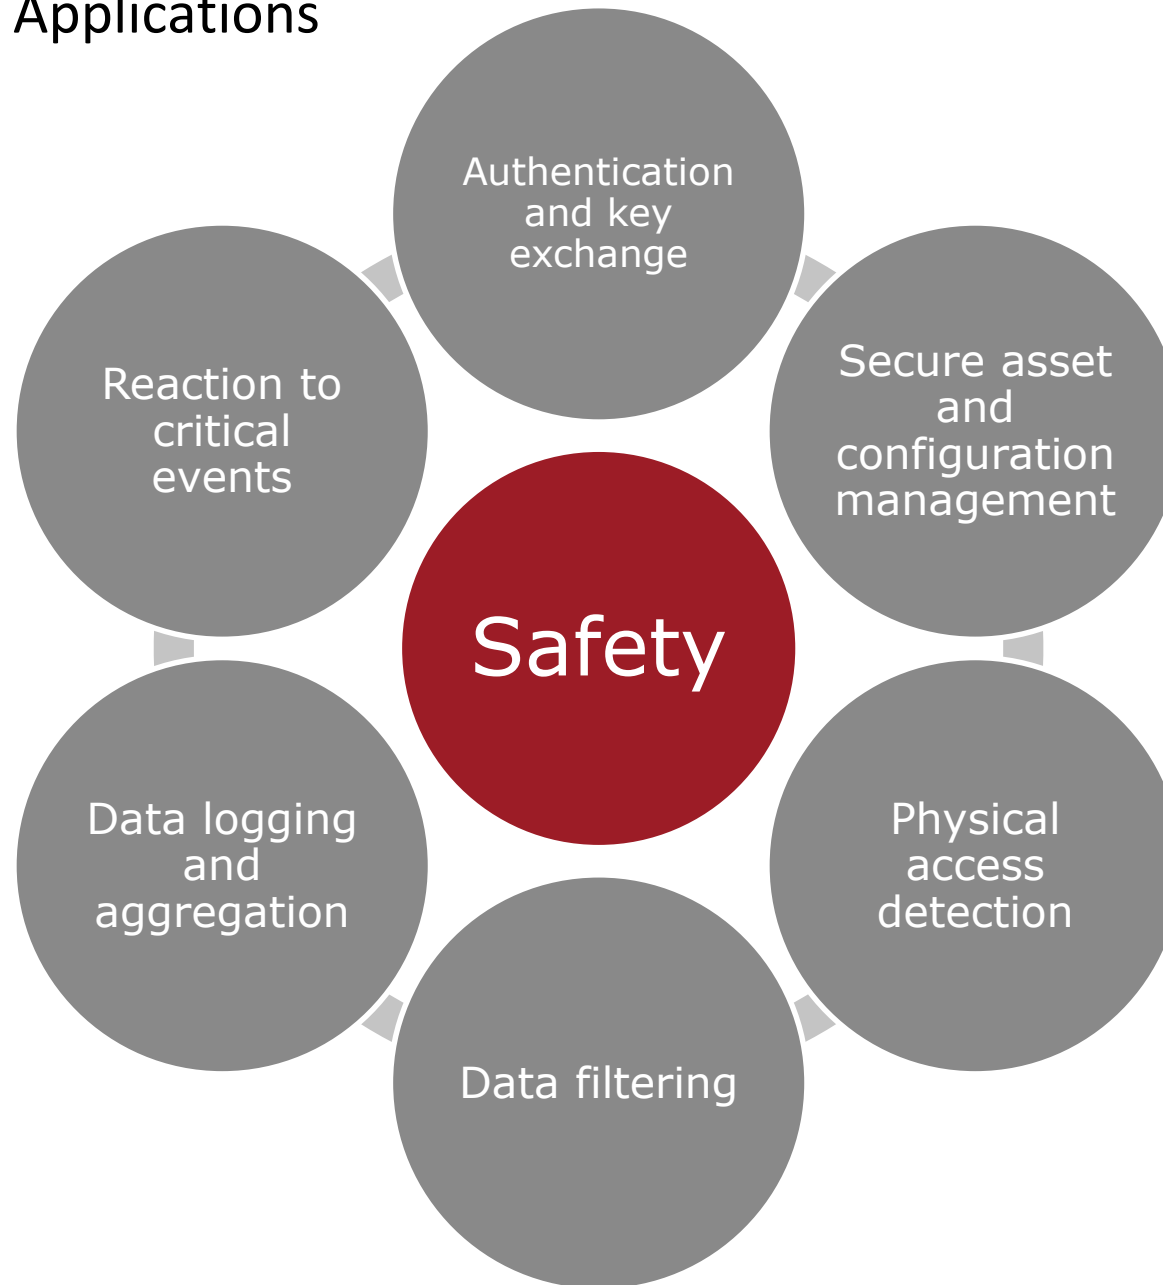 Applications
Authentication
and key
exchange
Secure asset
and
configuration
management
Physical
access
detection
Data filtering
Data logging
and
aggregation
Reaction to
critical
events
Safety